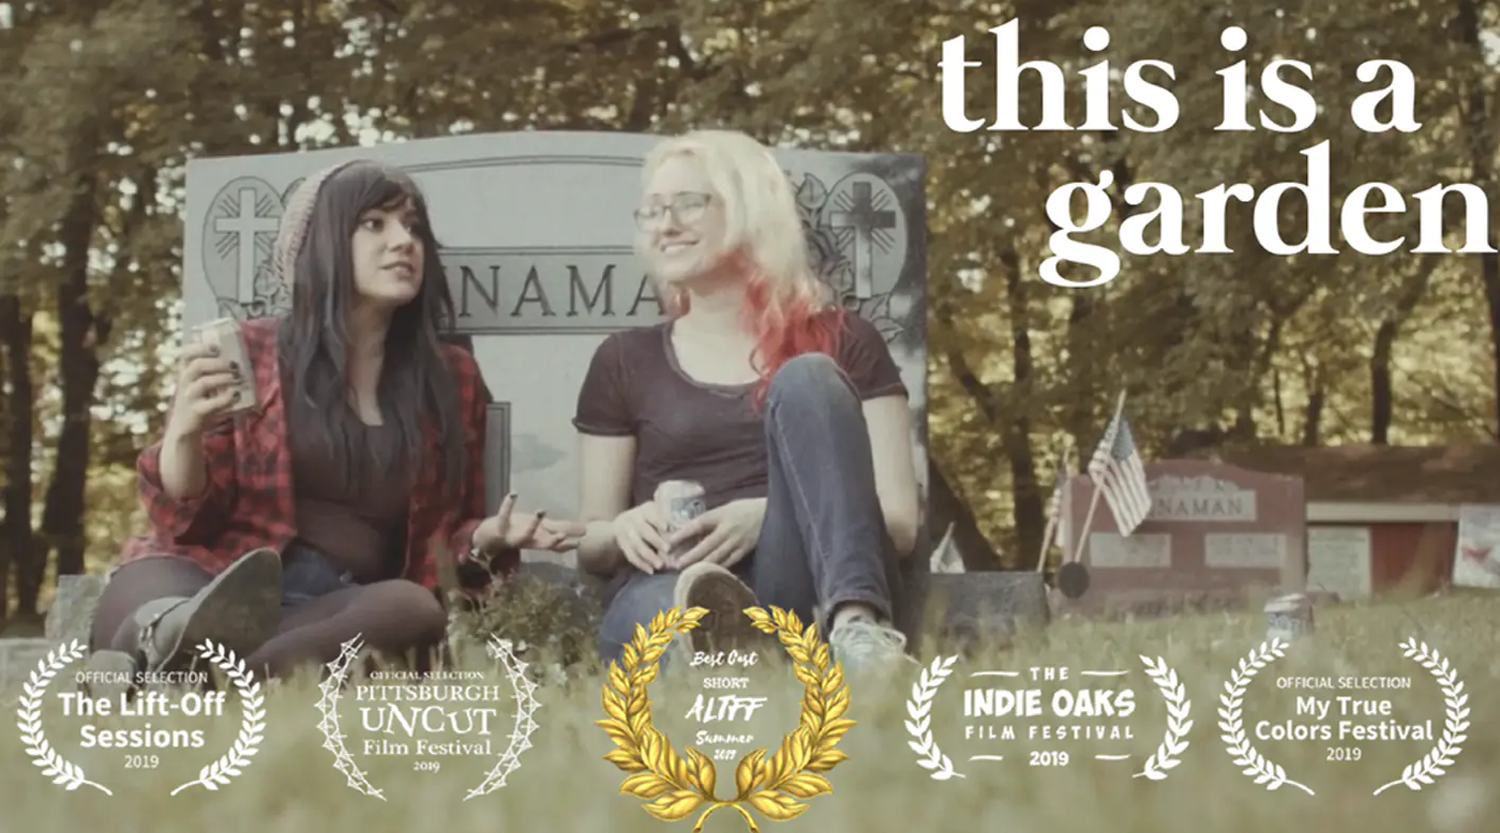 this is a
garden
NAMA
NAMAN
OFFICIAL SELECTION
The Lift-Off
Sessions
2019
OFFICIAL SELECTION
PITTSBURGH
UNCUT
Film Festival
2019
Best Cast
SHORT
ALTFF
Summer
2019
THE
INDIE OAKS
FILM FESTIVAL
2019
OFFICIAL SELECTION
My True
Colors Festival
2019